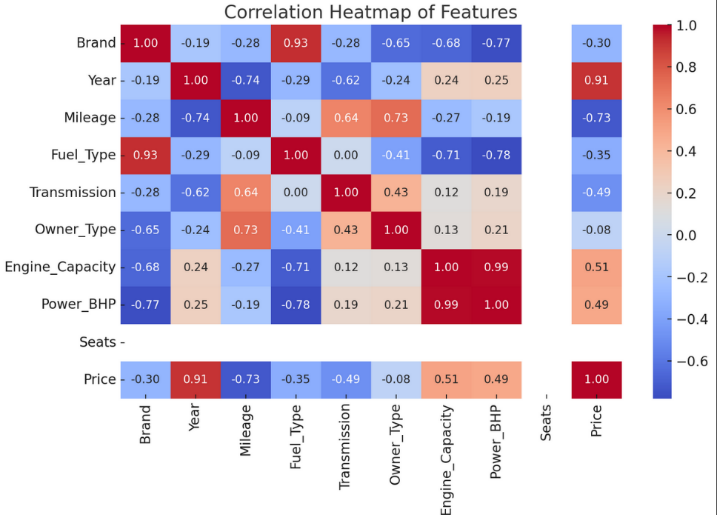 Correlation Heatmap of Features
Brand 1.00 -0.19 -0.28 0.93 -0.28 -0.65 -0.68 -0.77 -0.30
Year -0.19 1.00 -0.74 -0.29 -0.62 -0.24 0.24 0.25 0.91
Mileage -0.28 -0.74 1.00 -0.09 0.64 0.73 -0.27 -0.19 -0.73
Fuel_Type 0.93 -0.29 -0.09 1.00 0.00 -0.41 -0.71 -0.78 -0.35
Transmission -0.28 -0.62 0.64 0.00 1.00 0.43 0.12 0.19 -0.49
Owner_Type -0.65 -0.24 0.73 -0.41 0.43 1.00 0.13 0.21 -0.08
Engine_Capacity -0.68 0.24 -0.27 -0.71 0.12 0.13 1.00 0.99 0.51
Power_BHP -0.77 0.25 -0.19 -0.78 0.19 0.21 0.99 1.00 0.49
Seats
Price -0.30 0.91 -0.73 -0.35 -0.49 -0.08 0.51 0.49 1.00
Brand Year Mileage Fuel_Type Transmission Owner_Type Engine_Capacity Power_BHP Seats Price
1.0
0.8
0.6
0.4
0.2
0.0
−0.2
−0.4
−0.6